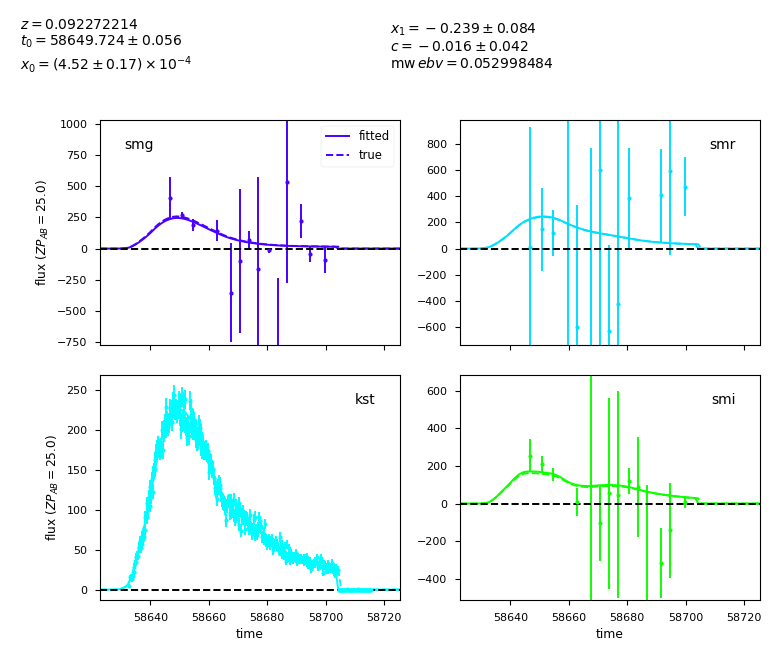 z = 0.092272214
t₀ = 58649.724 ± 0.056
x₀ = (4.52 ± 0.17) × 10⁻⁴
x₁ = −0.239 ± 0.084
c = −0.016 ± 0.042
mw ebv = 0.052998484
smg
fitted
true
1000
750
500
250
0
−250
−500
−750
flux (ZP_AB = 25.0)
smr
800
600
400
200
0
−200
−400
−600
kst
250
200
150
100
50
0
flux (ZP_AB = 25.0)
58640 58660 58680 58700 58720
time
smi
600
400
200
0
−200
−400
58640 58660 58680 58700 58720
time